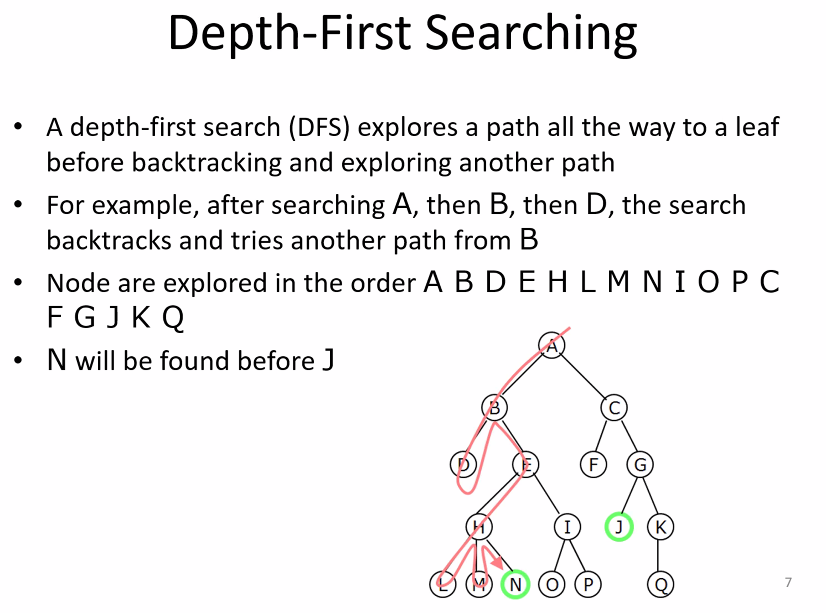 Depth-First Searching
• A depth-first search (DFS) explores a path all the way to a leaf
before backtracking and exploring another path
• For example, after searching A, then B, then D, the search
backtracks and tries another path from B
• Node are explored in the order A B D E H L M N I O P C
F G J K Q
• N will be found before J
A
B C
D E F G
H I J K
L M N O P Q
7